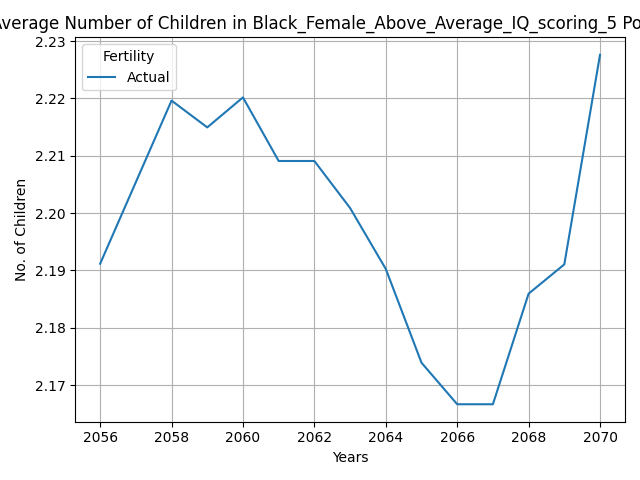 verage Number of Children in Black_Female_Above_Average_IQ_scoring_5 Po
2.23
Fertility
Actual
2.22
2.21
2.20
2.19
2.18
2.17
No. of Children
2056 2058 2060 2062 2064 2066 2068 2070
Years